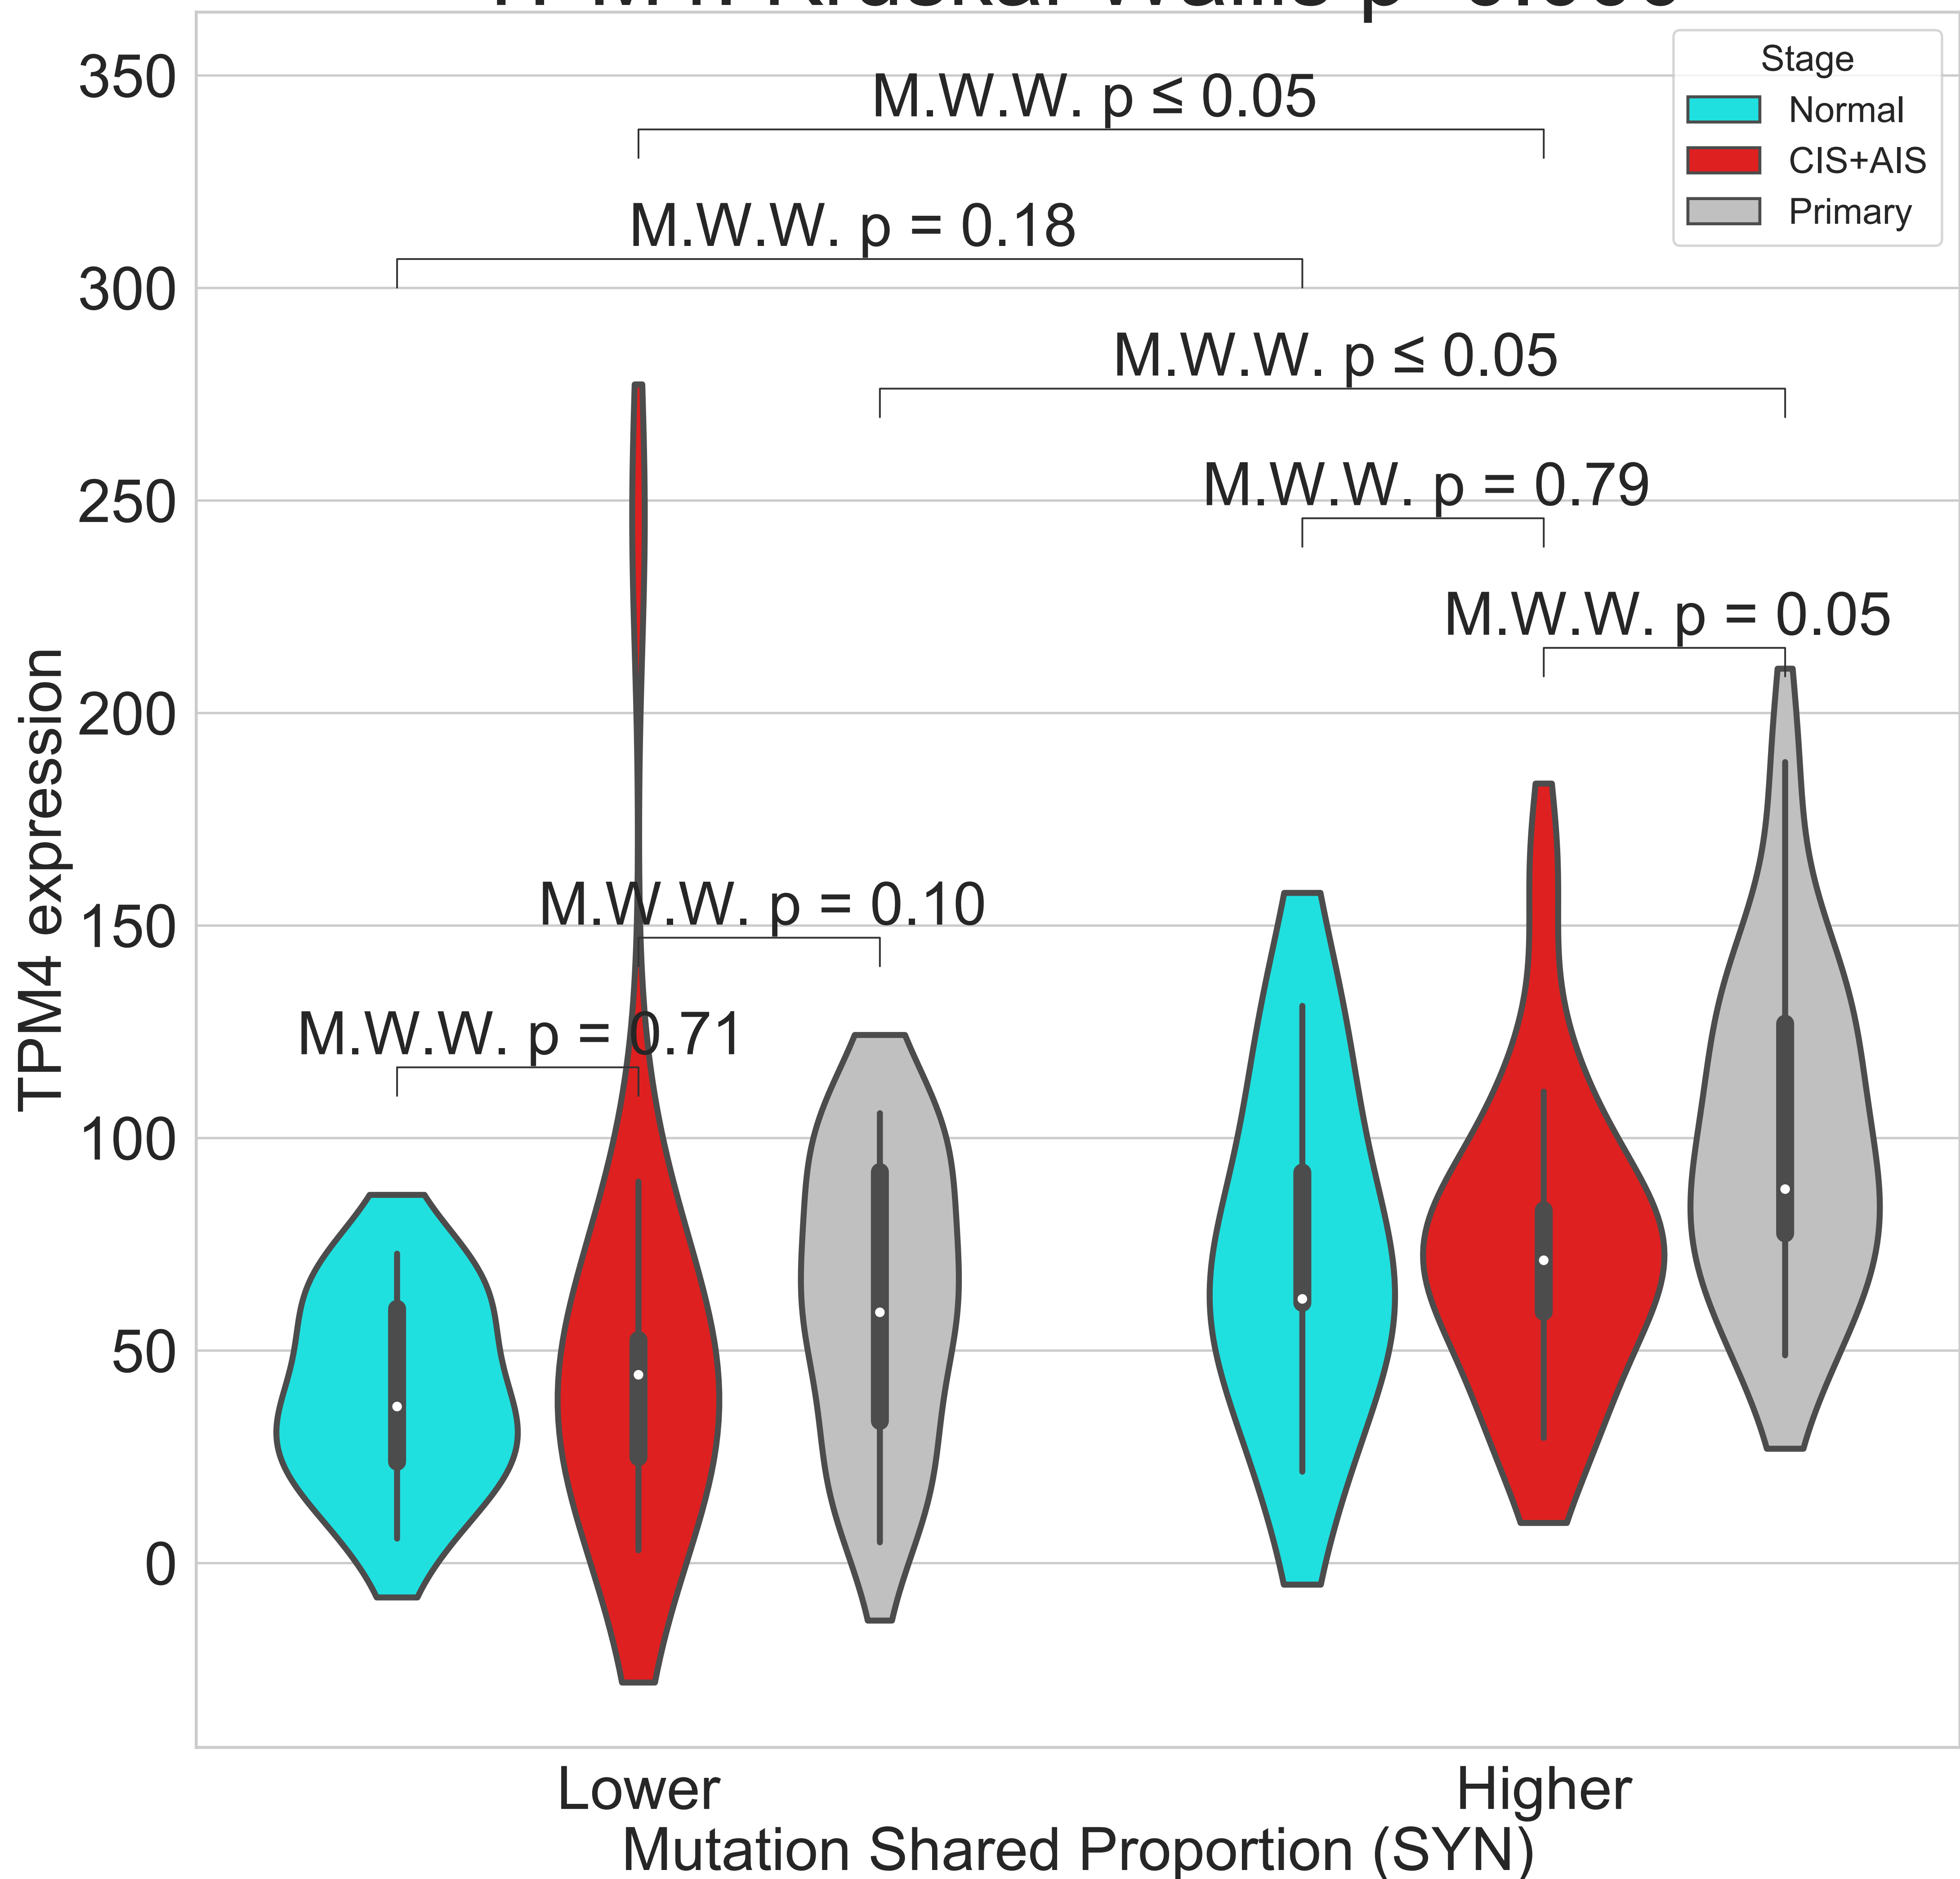 350
300
250
200
150
100
50
0
TPM4 expression
M.W.W. p ≤ 0.05
M.W.W. p = 0.18
M.W.W. p ≤ 0.05
M.W.W. p = 0.79
M.W.W. p = 0.05
M.W.W. p = 0.10
M.W.W. p = 0.71
Stage
Normal
CIS+AIS
Primary
Lower
Higher
Mutation Shared Proportion (SYN)